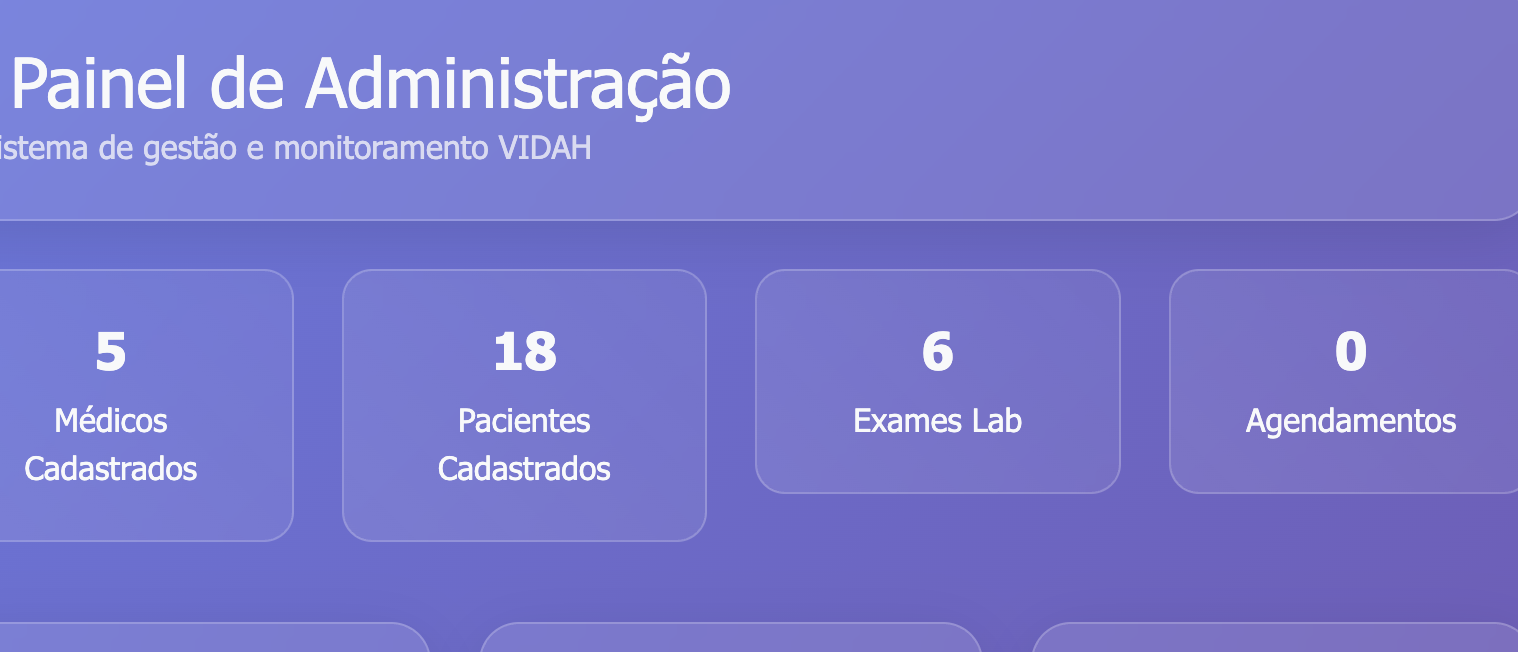 Painel de Administração
istema de gestão e monitoramento VIDAH
5
Médicos
Cadastrados
18
Pacientes
Cadastrados
6
Exames Lab
0
Agendamentos